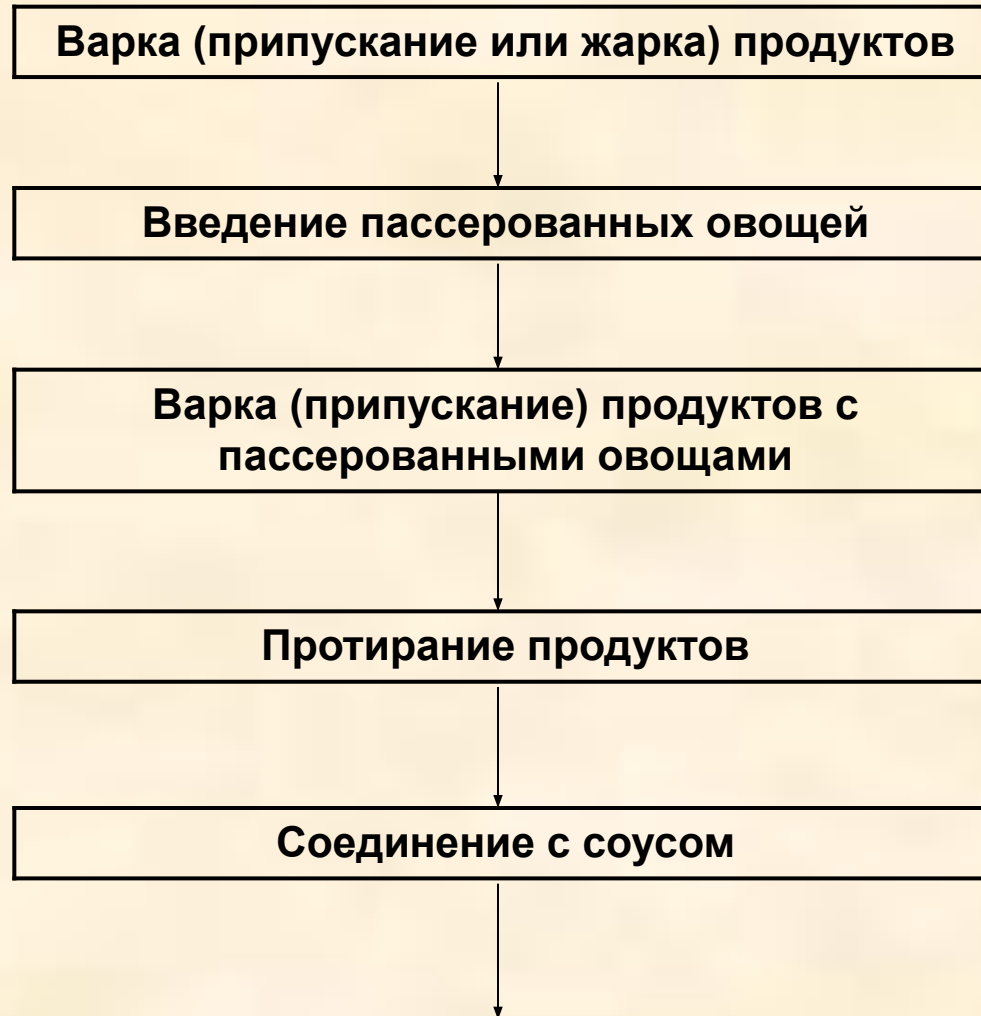 Варка (припускание или жарка) продуктов
Введение пассерованных овощей
Варка (припускание) продуктов с
пассерованными овощами
Протирание продуктов
Соединение с соусом